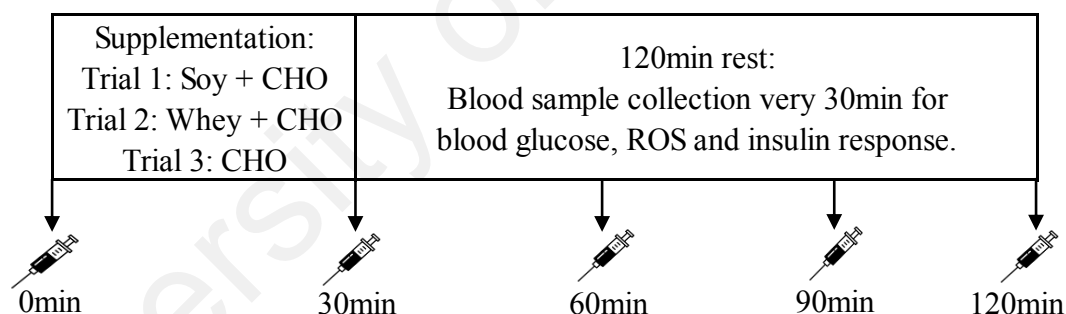 Supplementation:
Trial 1: Soy + CHO
Trial 2: Whey + CHO
Trial 3: CHO
120min rest:
Blood sample collection very 30min for
blood glucose, ROS and insulin response.
0min
30min
60min
90min
120min